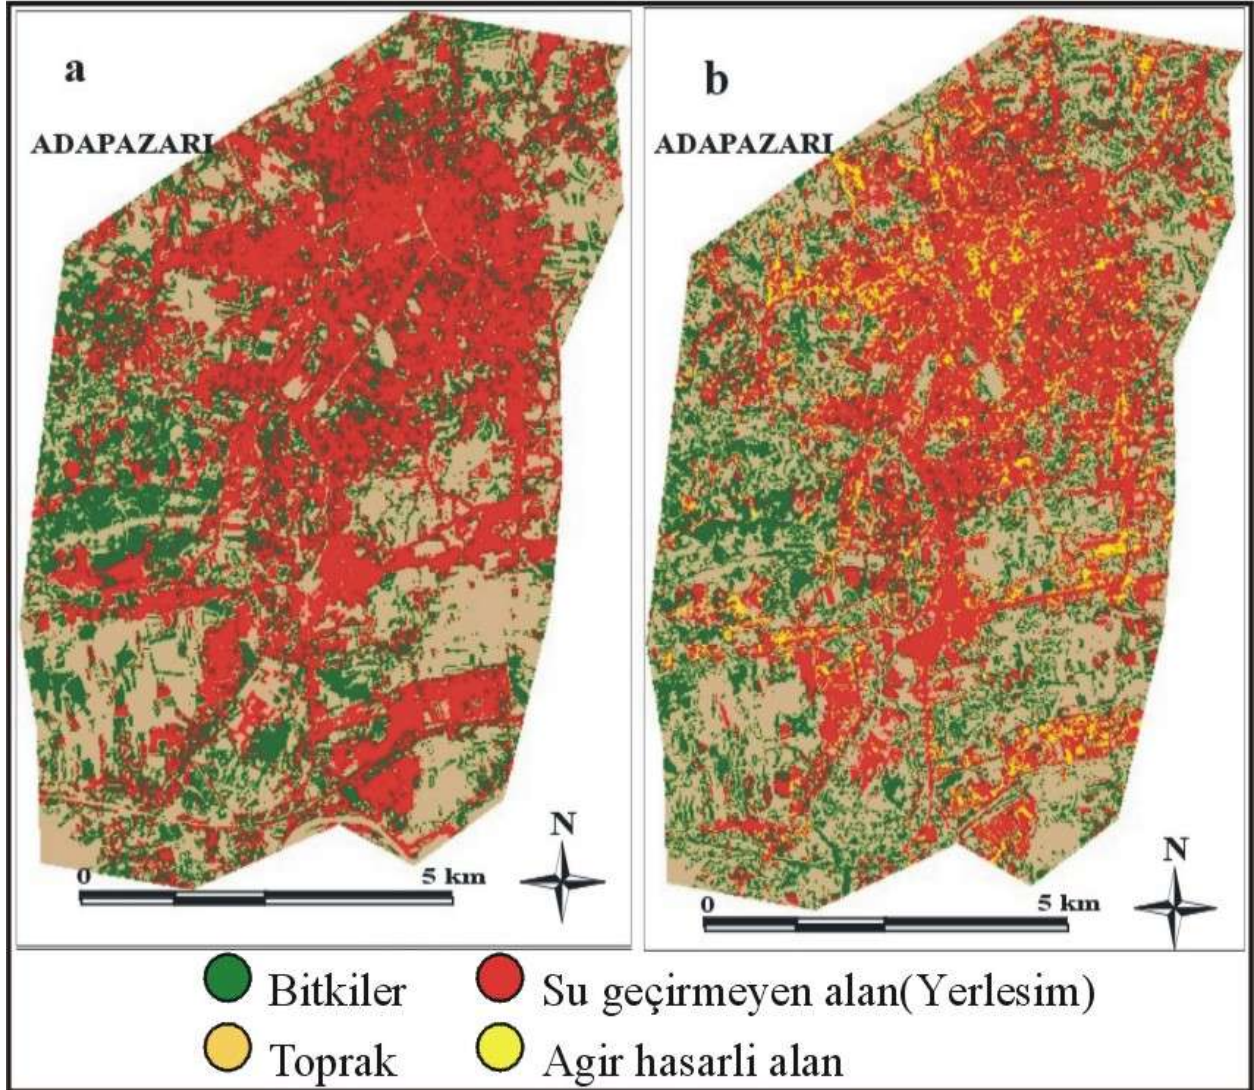 a
b
ADAPAZARI
ADAPAZARI
N
N
0 5 km
0 5 km
Bitkiler
Su geçirmeyen alan(Yerlesim)
Toprak
Agir hasarli alan